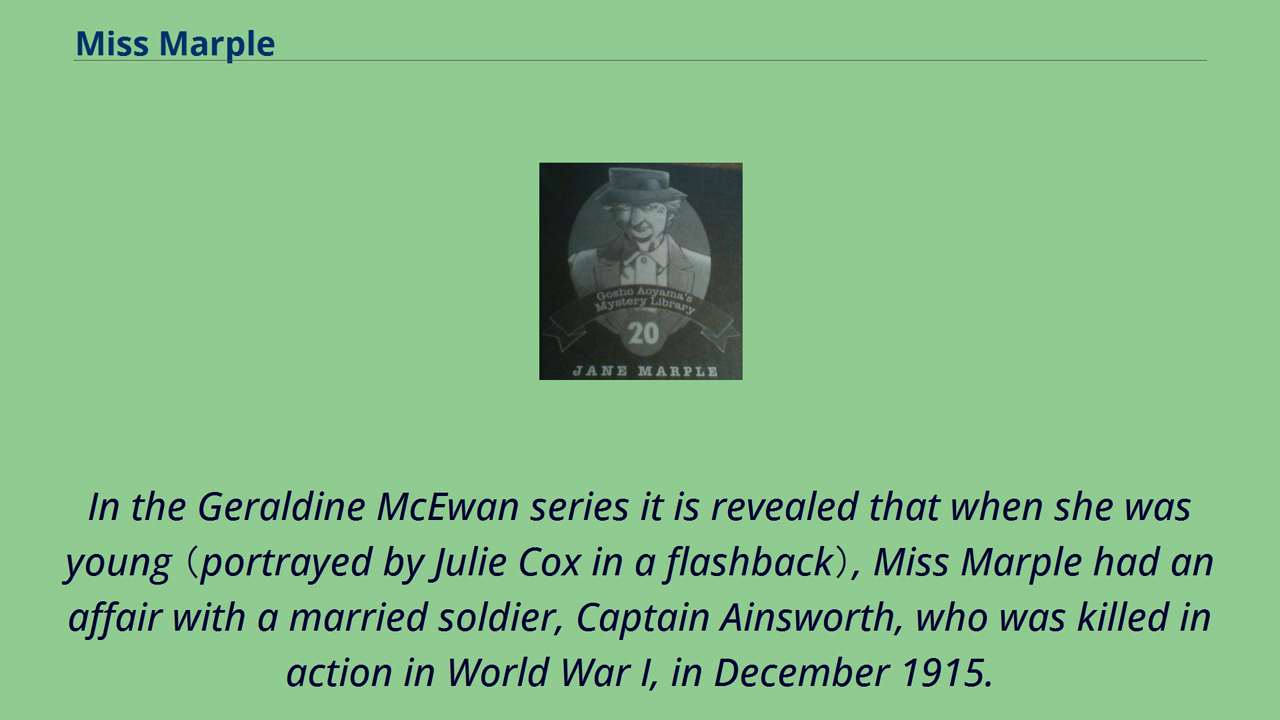 Miss Marple
Gosho Aoyama's
Mystery Library
20
JANE MARPLE
In the Geraldine McEwan series it is revealed that when she was
young（portrayed by Julie Cox in a flashback）, Miss Marple had an
affair with a married soldier, Captain Ainsworth, who was killed in
action in World War I, in December 1915.